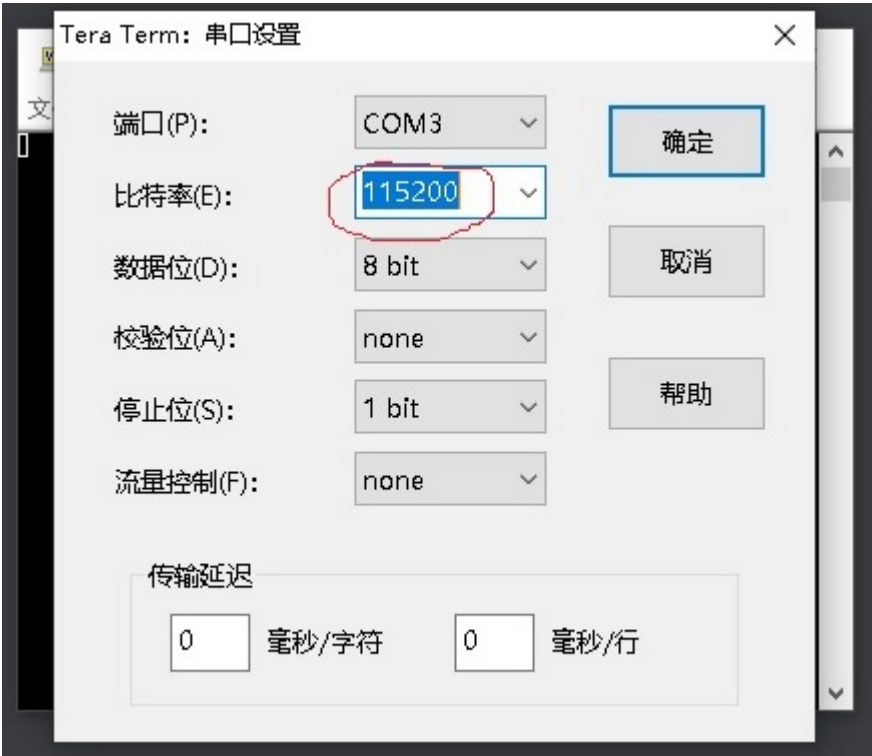 Tera Term：串口设置
文
端口(P)：
COM3
确定
比特率(E)：
115200
数据位(D)：
8 bit
取消
校验位(A)：
none
停止位(S)：
1 bit
帮助
流量控制(F)：
none
传输延迟
0
毫秒/字符
0
毫秒/行